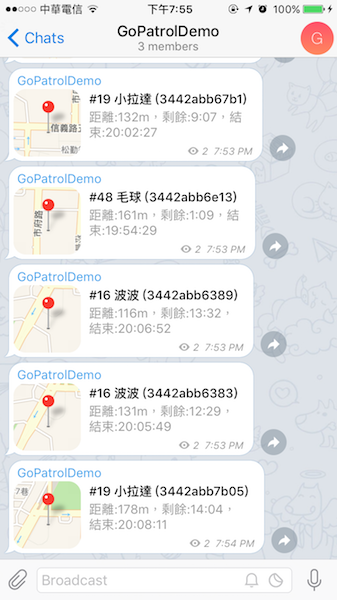 中華電信
下午7:55
100%
Chats
GoPatrolDemo
3 members
G
GoPatrolDemo
市
信義路五
松勤
#19 小拉達 (3442abb67b1)
距離:132m，剩餘:9:07，結
束:20:02:27
2 7:53 PM
GoPatrolDemo
市府路
#48 毛球 (3442abb6e13)
距離:161m，剩餘:1:09，結
束:19:54:29
2 7:53 PM
GoPatrolDemo
#16 波波 (3442abb6389)
距離:116m，剩餘:13:32，
結束:20:06:52
2 7:53 PM
GoPatrolDemo
#16 波波 (3442abb6383)
距離:131m，剩餘:12:29，
結束:20:05:49
2 7:53 PM
GoPatrolDemo
7巷
#19 小拉達 (3442abb7b05)
距離:178m，剩餘:14:04，
結束:20:08:11
2 7:54 PM
Broadcast